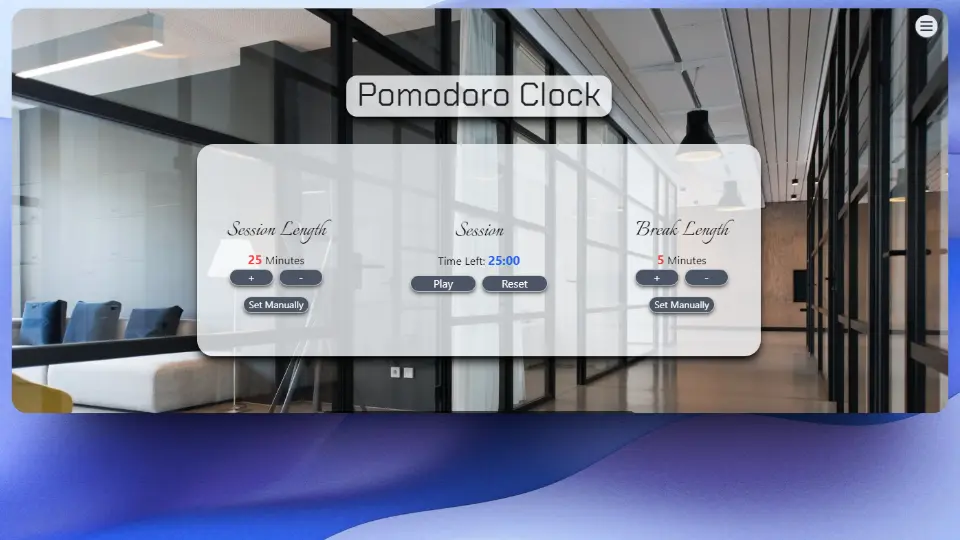 Pomodoro Clock
Session Length
25 Minutes
+ -
Set Manually
Session
Time Left: 25:00
Play Reset
Break Length
5 Minutes
+ -
Set Manually